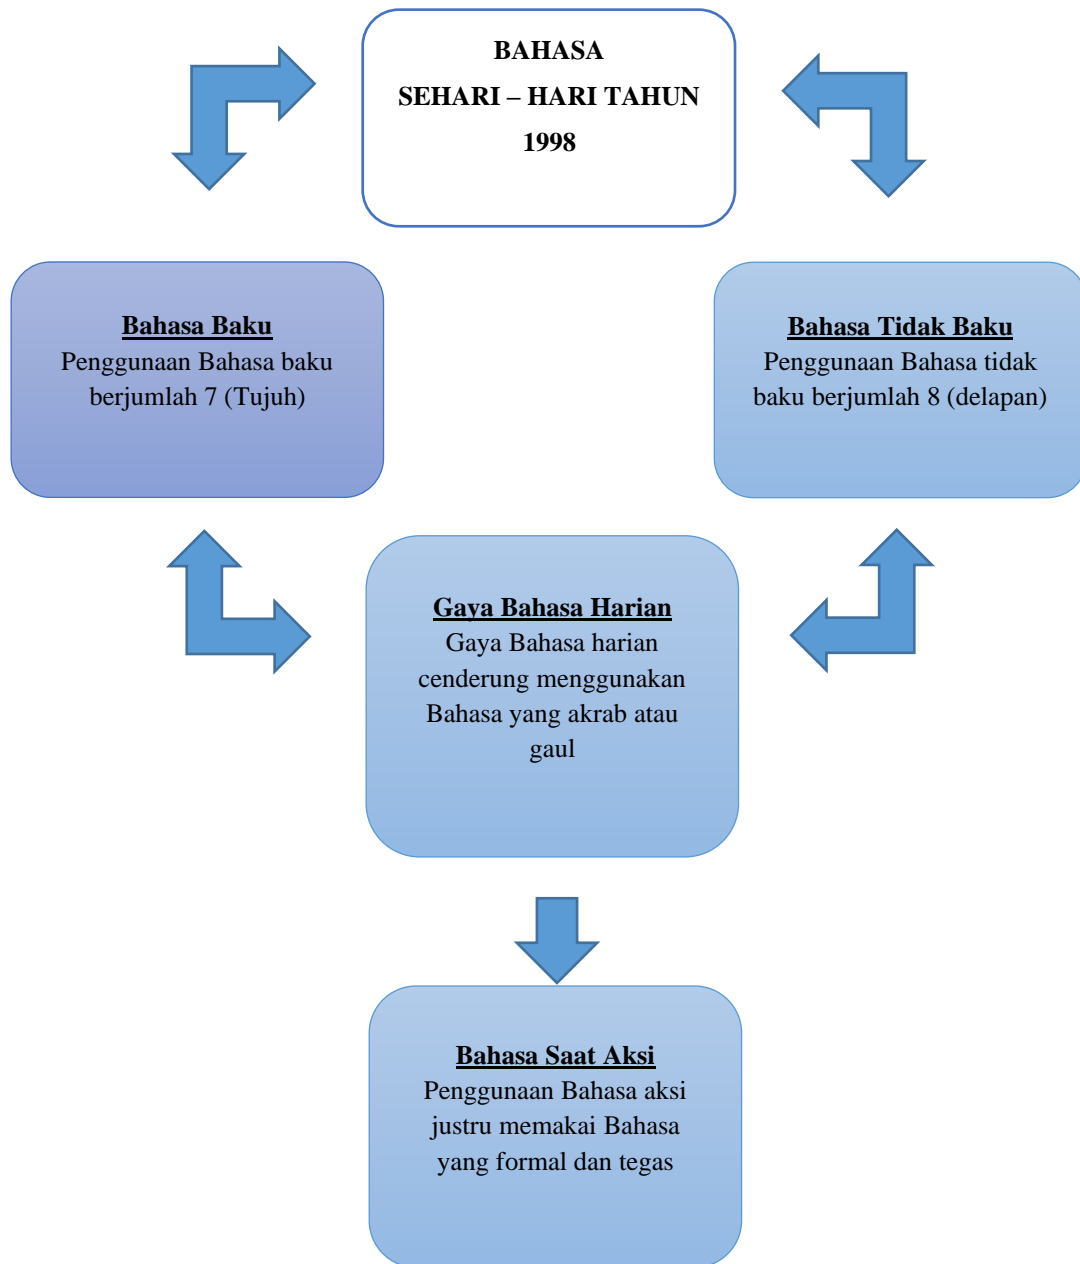 BAHASA
SEHARI – HARI TAHUN
1998
Bahasa Baku
Penggunaan Bahasa baku
berjumlah 7 (Tujuh)
Bahasa Tidak Baku
Penggunaan Bahasa tidak
baku berjumlah 8 (delapan)
Gaya Bahasa Harian
Gaya Bahasa harian
cenderung menggunakan
Bahasa yang akrab atau
gaul
Bahasa Saat Aksi
Penggunaan Bahasa aksi
justru memakai Bahasa
yang formal dan tegas